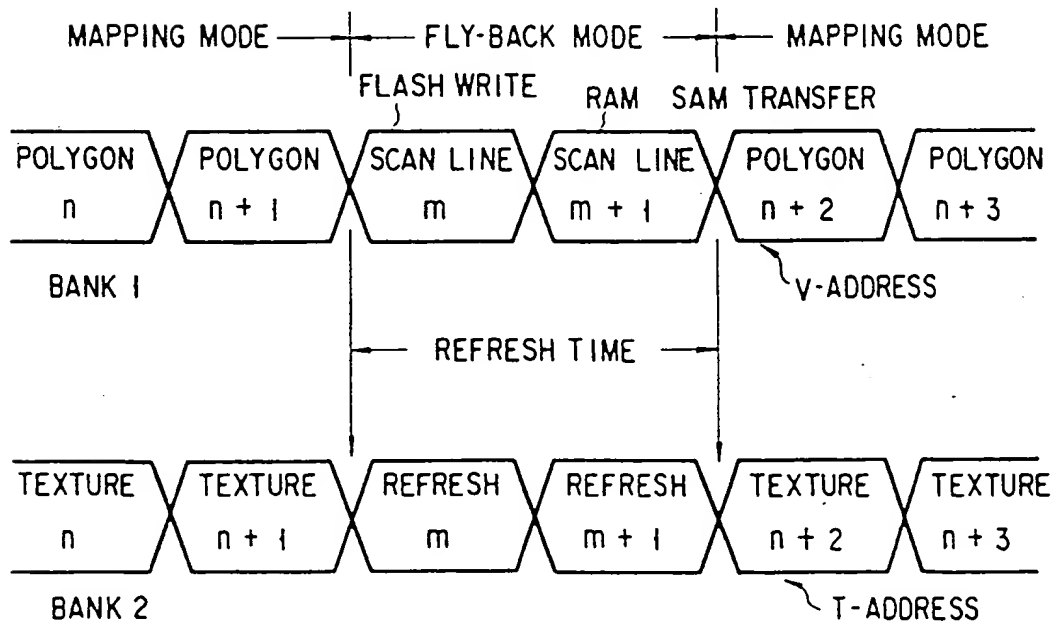 MAPPING MODE FLY-BACK MODE MAPPING MODE
FLASH WRITE RAM SAM TRANSFER
POLYGON POLYGON SCAN LINE SCAN LINE POLYGON POLYGON
n n + 1 m m + 1 n + 2 n + 3
BANK 1 V-ADDRESS
REFRESH TIME
TEXTURE TEXTURE REFRESH REFRESH TEXTURE TEXTURE
n n + 1 m m + 1 n + 2 n + 3
BANK 2 T-ADDRESS